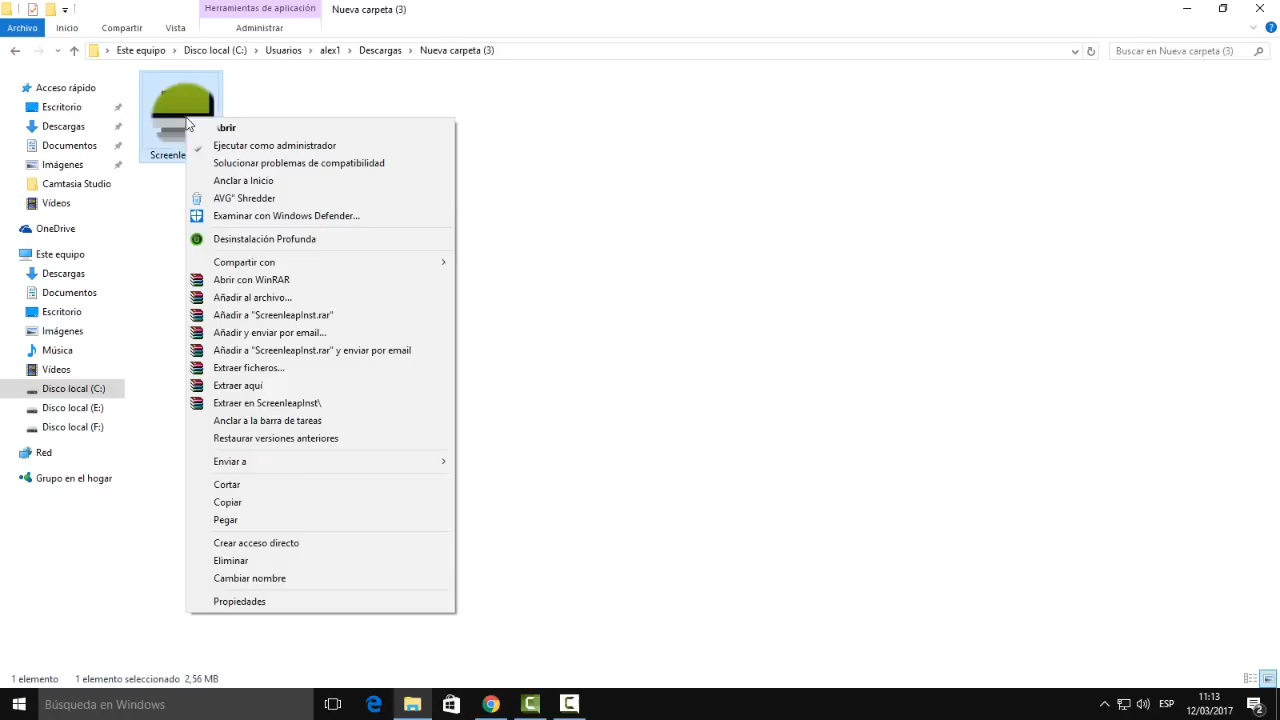 Herramientas de aplicación
Nueva carpeta (3)
Archivo
Inicio
Compartir
Vista
Administrar
Este equipo > Disco local (C:) > Usuarios > alex1 > Descargas > Nueva carpeta (3)
Buscar en Nueva carpeta (3)
Acceso rápido
Escritorio
Descargas
Documentos
Imágenes
Camtasia Studio
Vídeos
OneDrive
Este equipo
Descargas
Documentos
Escritorio
Imágenes
Música
Vídeos
Disco local (C:)
Disco local (E:)
Disco local (F:)
Red
Grupo en el hogar
Screenle
Abrir
Ejecutar como administrador
Solucionar problemas de compatibilidad
Anclar a Inicio
AVG" Shredder
Examinar con Windows Defender...
Desinstalación Profunda
Compartir con
Abrir con WinRAR
Añadir al archivo...
Añadir a "ScreenleapInst.rar"
Añadir y enviar por email...
Añadir a "ScreenleapInst.rar" y enviar por email
Extraer ficheros...
Extraer aquí
Extraer en ScreenleapInst\
Anclar a la barra de tareas
Restaurar versiones anteriores
Enviar a
Cortar
Copiar
Pegar
Crear acceso directo
Eliminar
Cambiar nombre
Propiedades
1 elemento
1 elemento seleccionado 2,56 MB
Búsqueda en Windows
ESP
11:13
12/03/2017
2